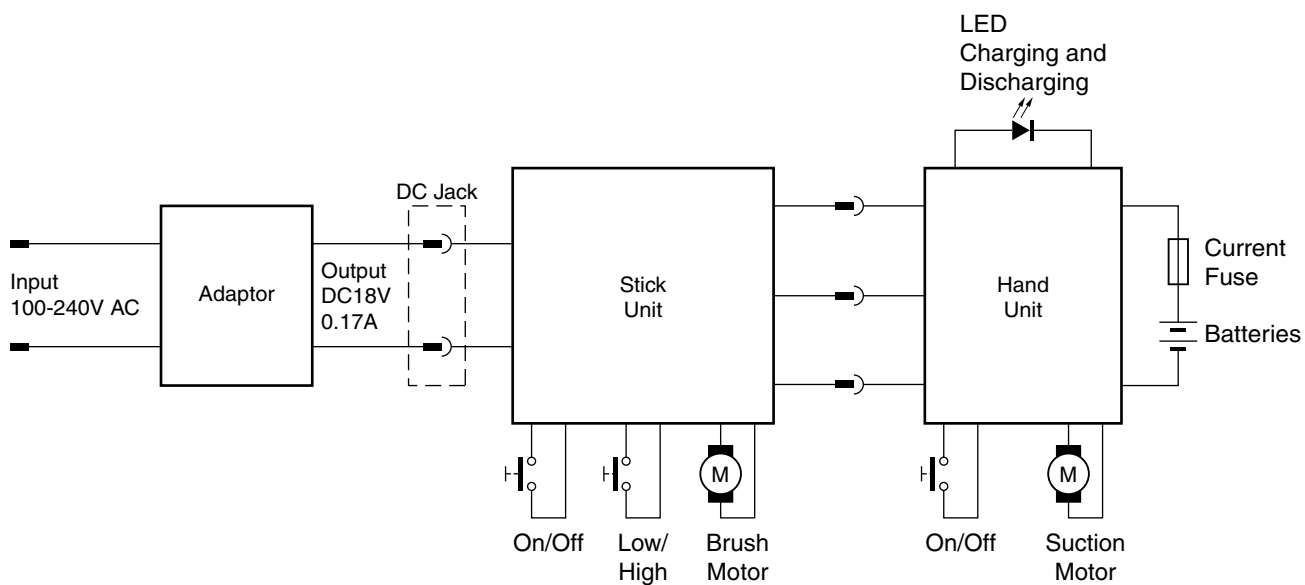 LED
Charging and
Discharging
DC Jack
Input
100-240V AC
Adaptor
Output
DC18V
0.17A
Stick
Unit
Hand
Unit
Current
Fuse
Batteries
M
M
On/Off
Low/
High
Brush
Motor
On/Off
Suction
Motor